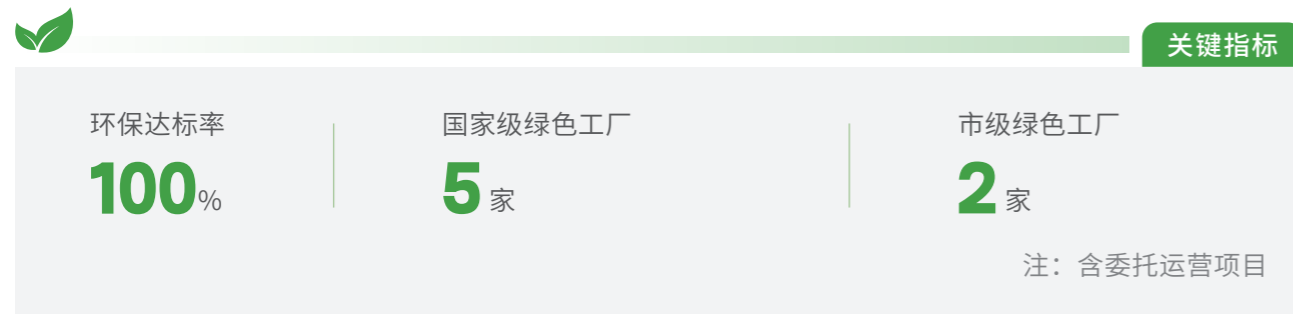 关键指标
环保达标率
100%
国家级绿色工厂
5 家
市级绿色工厂
2 家
注：含委托运营项目